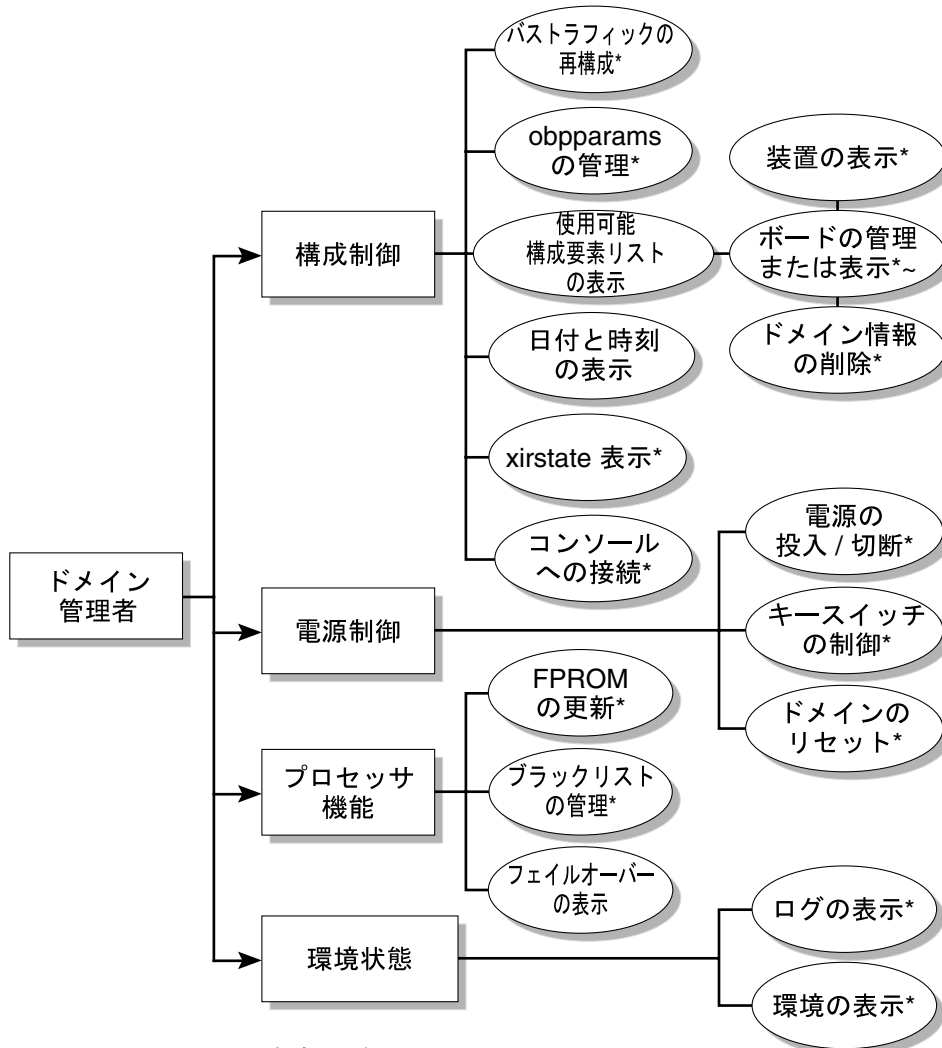 バストラフィックの
再構成*
obpparams
の管理*
装置の表示*
使用可能
構成要素リスト
の表示
ボードの管理
または表示*~
構成制御
日付と時刻
の表示
ドメイン情報
の削除*
xirstate 表示*
コンソール
への接続*
電源の
投入 / 切断*
ドメイン
管理者
電源制御
キースイッチ
の制御*
ドメインの
リセット*
FPROM
の更新*
プロセッサ
機能
ブラックリスト
の管理*
フェイルオーバー
の表示
環境状態
ログの表示*
環境の表示*